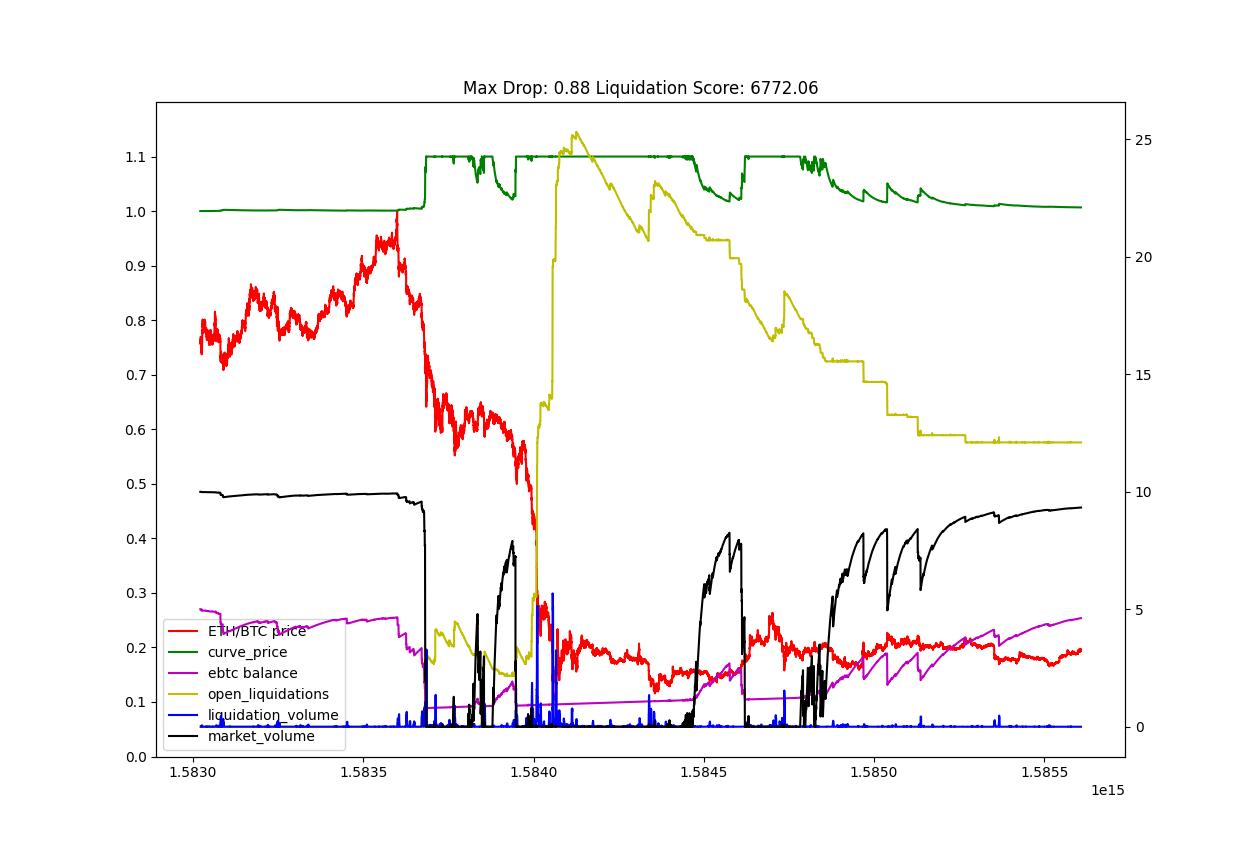 Max Drop: 0.88 Liquidation Score: 6772.06
1.1
1.0
0.9
0.8
0.7
0.6
0.5
0.4
0.3
0.2
0.1
0.0
25
20
15
10
5
0
ETH/BTC price
curve_price
ebtc balance
open_liquidations
liquidation_volume
market_volume
1.5830 1.5835 1.5840 1.5845 1.5850 1.5855
1e15